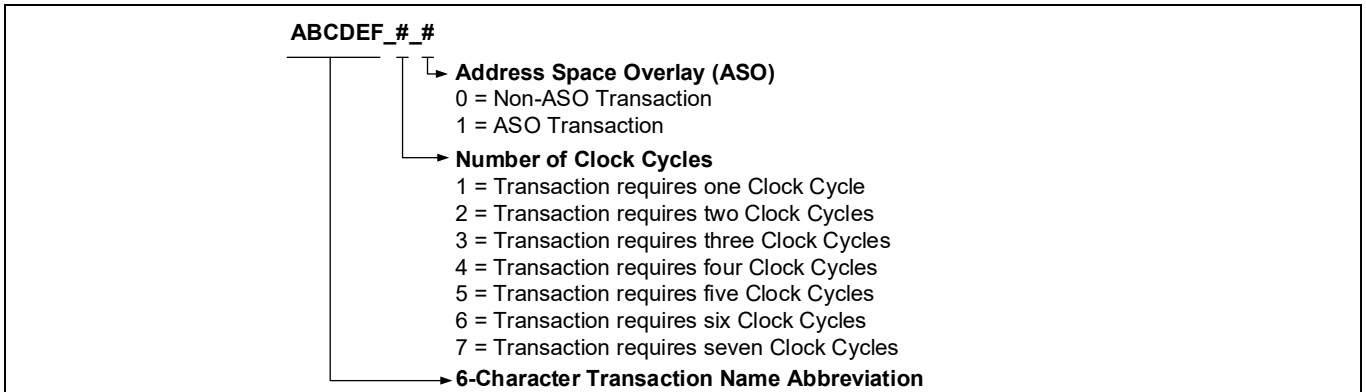 ABCDEF_#_#
Address Space Overlay (ASO)
0 = Non-ASO Transaction
1 = ASO Transaction
Number of Clock Cycles
1 = Transaction requires one Clock Cycle
2 = Transaction requires two Clock Cycles
3 = Transaction requires three Clock Cycles
4 = Transaction requires four Clock Cycles
5 = Transaction requires five Clock Cycles
6 = Transaction requires six Clock Cycles
7 = Transaction requires seven Clock Cycles
6-Character Transaction Name Abbreviation